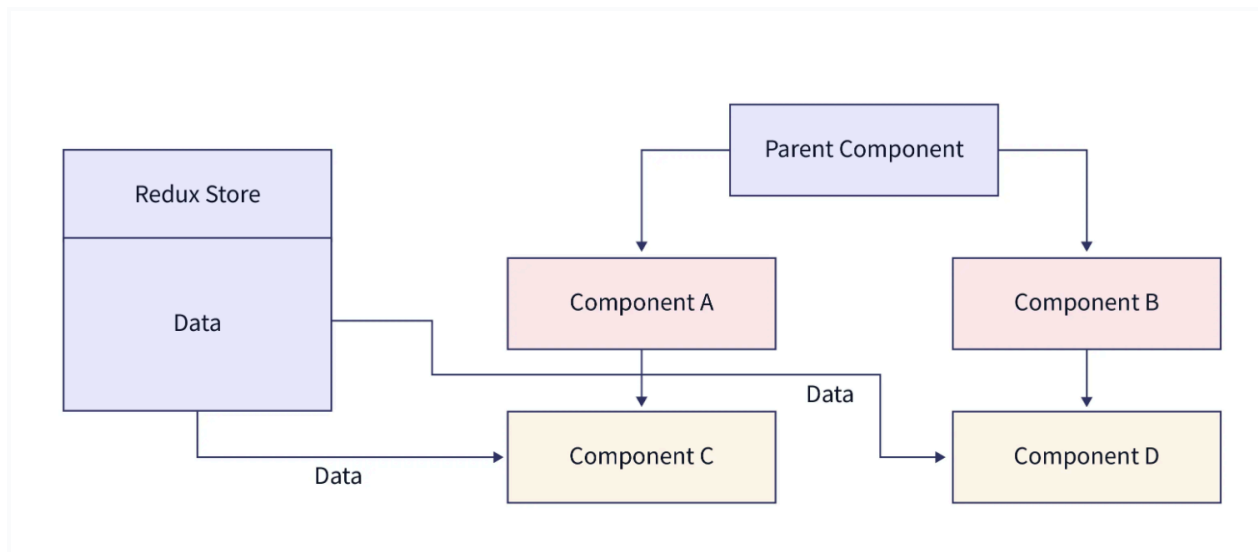 Parent Component
Redux Store
Component A
Component B
Data
Data
Component C
Component D
Data